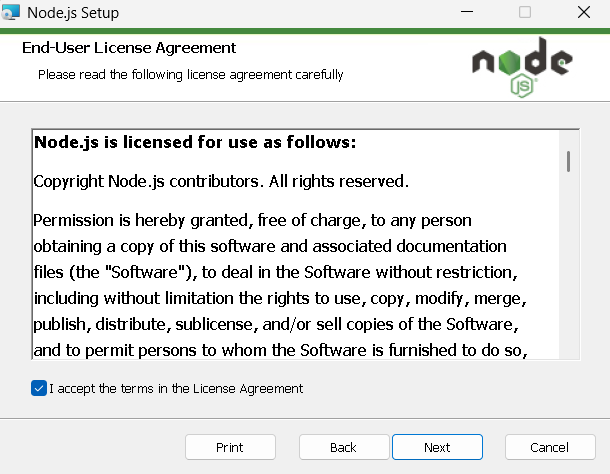 Node.js Setup
End-User License Agreement
Please read the following license agreement carefully
node
JS
Node.js is licensed for use as follows:
Copyright Node.js contributors. All rights reserved.
Permission is hereby granted, free of charge, to any person
obtaining a copy of this software and associated documentation
files (the "Software"), to deal in the Software without restriction,
including without limitation the rights to use, copy, modify, merge,
publish, distribute, sublicense, and/or sell copies of the Software,
and to permit persons to whom the Software is furnished to do so,
I accept the terms in the License Agreement
Print Back Next Cancel